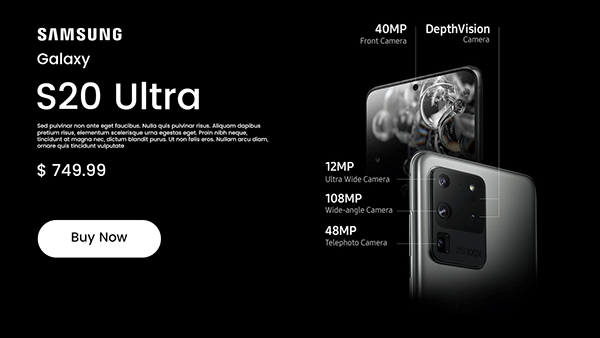 SAMSUNG
Galaxy
S20 Ultra
Sed pulvinar non ante eget faucibus. Nulla quis pulvinar risus. Aliquam dapibus
pretium risus, elementum scelerisque urna egestas eget. Proin nibh neque,
tincidunt at magna nec, dictum blandit purus. Ut non felis eros. Nullam arcu diam,
ornare quis tincidunt vulputate
$ 749.99
Buy Now
40MP
Front Camera
DepthVision
Camera
12MP
Ultra Wide Camera
108MP
Wide-angle Camera
48MP
Telephoto Camera